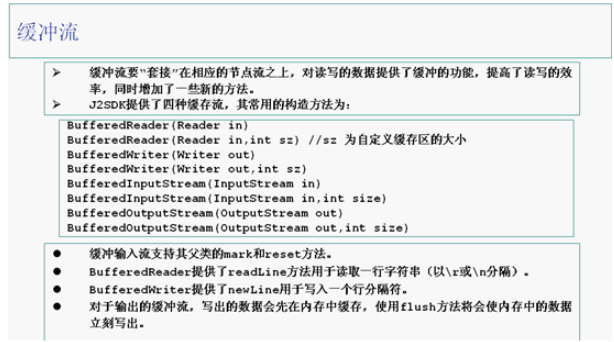 缓冲流
➢ 缓冲流要“套接”在相应的节点流之上，对读写的数据提供了缓冲的功能，提高了读写的效
率，同时增加了一些新的方法。
➢ J2SDK提供了四种缓存流，其常用的构造方法为：
BufferedReader(Reader in)
BufferedReader(Reader in,int sz) //sz 为自定义缓存区的大小
BufferedWriter(Writer out)
BufferedWriter(Writer out,int sz)
BufferedInputStream(InputStream in)
BufferedInputStream(InputStream in,int size)
BufferedOutputStream(OutputStream out)
BufferedOutputStream(OutputStream out,int size)
● 缓冲输入流支持其父类的mark和reset方法。
● BufferedReader提供了readLine方法用于读取一行字符串（以\r或\n分隔）。
● BufferedWriter提供了newLine用于写入一个行分隔符。
● 对于输出的缓冲流，写出的数据会先在内存中缓存，使用flush方法将会使内存中的数据
立刻写出。